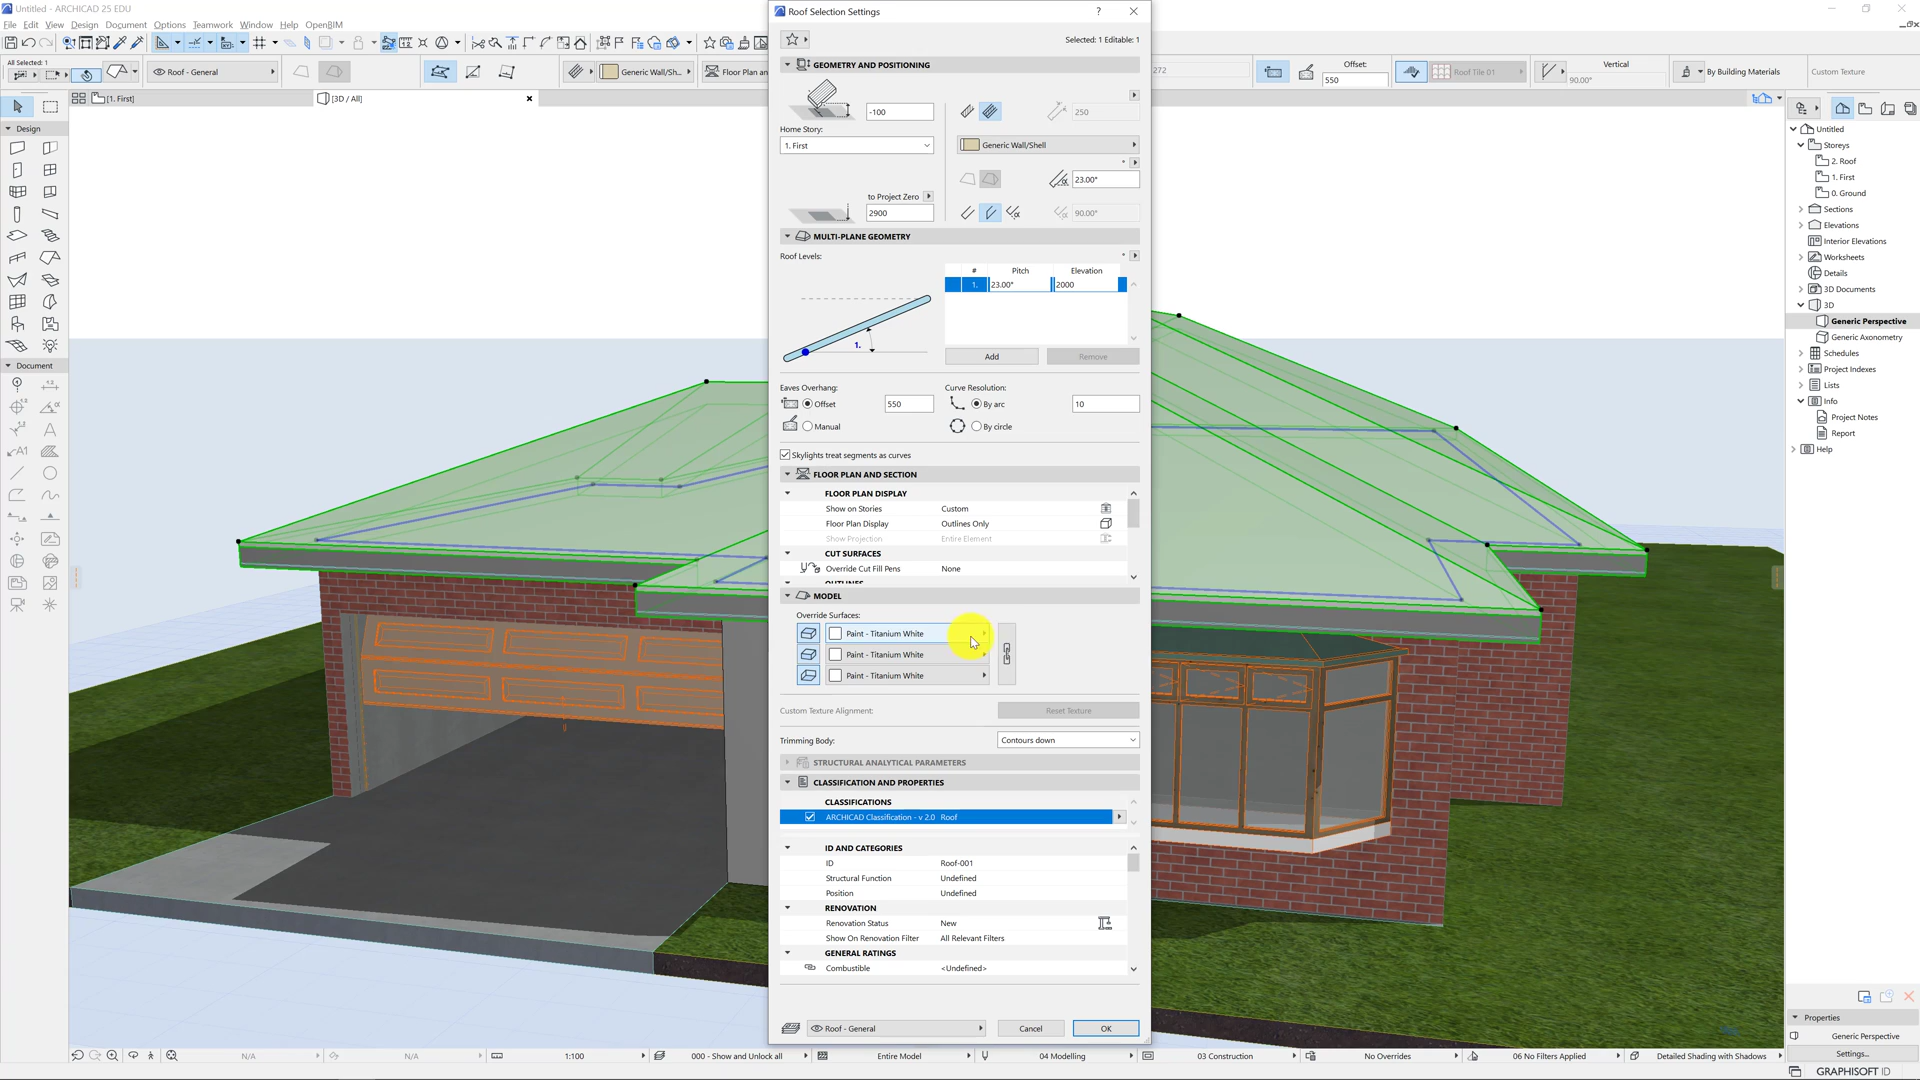 Untitled - ARCHICAD 25 EDU
File Edit View Design Document Options Teamwork Window Help OpenBIM
All Selected: 1
Roof - General
Generic Wall/Sh...
Floor Plan an
[1. First]
[3D / All]
Design
Document
Roof Selection Settings
?
Selected: 1 Editable: 1
GEOMETRY AND POSITIONING
-100
250
Home Story:
1. First
Generic Wall/Shell
23.00°
to Project Zero
2900
90.00°
MULTI-PLANE GEOMETRY
Roof Levels:
# Pitch Elevation
1. 23.00° 2000
1.
Add
Remove
Eaves Overhang:
Curve Resolution:
Offset
550
By arc
10
Manual
By circle
Skylights treat segments as curves
FLOOR PLAN AND SECTION
FLOOR PLAN DISPLAY
Show on Stories Custom
Floor Plan Display Outlines Only
Show Projection Entire Element
CUT SURFACES
Override Cut Fill Pens None
OUTLINES
MODEL
Override Surfaces:
Paint - Titanium White
Paint - Titanium White
Paint - Titanium White
Custom Texture Alignment:
Reset Texture
Trimming Body:
Contours down
STRUCTURAL ANALYTICAL PARAMETERS
CLASSIFICATION AND PROPERTIES
CLASSIFICATIONS
ARCHICAD Classification - v 2.0 Roof
ID AND CATEGORIES
ID Roof-001
Structural Function Undefined
Position Undefined
RENOVATION
Renovation Status New
Show On Renovation Filter All Relevant Filters
GENERAL RATINGS
Combustible <Undefined>
Roof - General
Cancel
OK
272
Offset:
550
Roof Tile 01
Vertical
90.00°
By Building Materials
Custom Texture
Untitled
Storeys
2. Roof
1. First
0. Ground
Sections
Elevations
Interior Elevations
Worksheets
Details
3D Documents
3D
Generic Perspective
Generic Axonometry
Schedules
Project Indexes
Lists
Info
Project Notes
Report
Help
Properties
Generic Perspective
Settings...
N/A
N/A
1:100
000 - Show and Unlock all
Entire Model
04 Modelling
03 Construction
No Overrides
06 No Filters Applied
Detailed Shading with Shadows
GRAPHISOFT ID